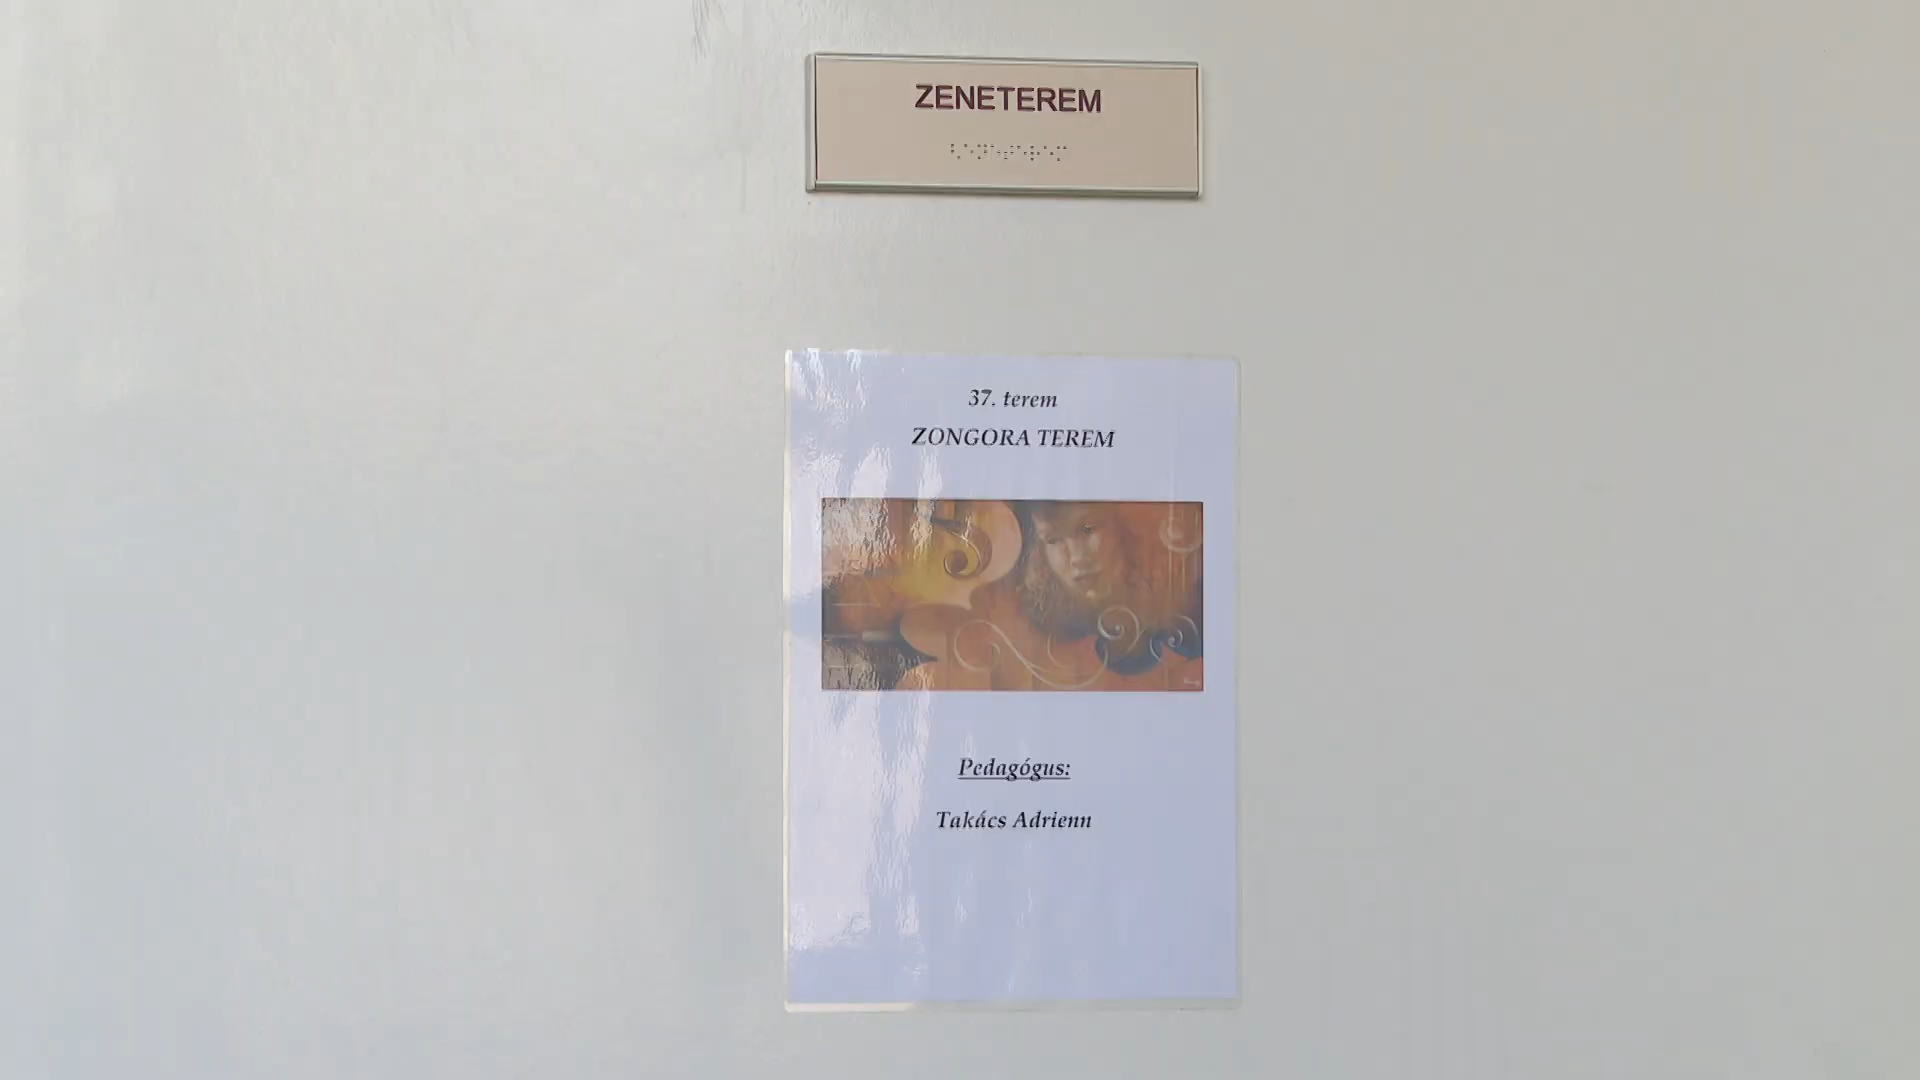 ZENETEREM
37. terem
ZONGORA TEREM
Pedagógus:
Takács Adrienn